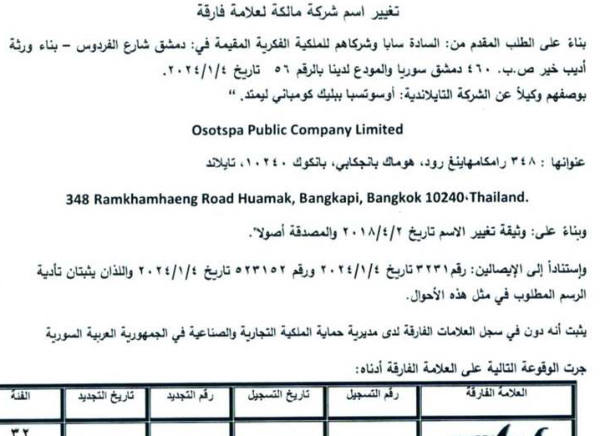 تغيير اسم شركة مالكة لعلامة فارقة
بناءً على الطلب المقدم من: السادة سابا وشركاهم للملكية الفكرية المقيمة في: دمشق شارع الفردوس – بناء ورثة
أديب خير ص.ب. ٤٦٠ دمشق سوريا والمودع لدينا بالرقم ٥٦ تاريخ ٢٠٢٤/١/٤.
بوصفهم وكيلاً عن الشركة التايلاندية: أوسوتسبا ببليك كومباني ليمتد. “
Osotspa Public Company Limited
عنوانها : ٣٤٨ رامكامهاينغ رود، هوماك بانجكابي، بانكوك ١٠٢٤٠، تايلاند
348 Ramkhamhaeng Road Huamak, Bangkapi, Bangkok 10240،Thailand.
وبناءً على: وثيقة تغيير الاسم تاريخ ٢٠١٨/٤/٢ والمصدقة أصولاً".
وإستناداً إلى الإيصالين: رقم ٣٢٣١ تاريخ ٢٠٢٤/١/٤ ورقم ٥٢٣١٥٢ تاريخ ٢٠٢٤/١/٤ واللذان يثبتان تأدية
الرسم المطلوب في مثل هذه الأحوال.
يثبت أنه دون في سجل العلامات الفارقة لدى مديرية حماية الملكية التجارية والصناعية في الجمهورية العربية السورية
جرت الوقوعة التالية على العلامة الفارقة أدناه:
العلامة الفارقة رقم التسجيل تاريخ التسجيل رقم التجديد تاريخ التجديد الفئة
٣٢